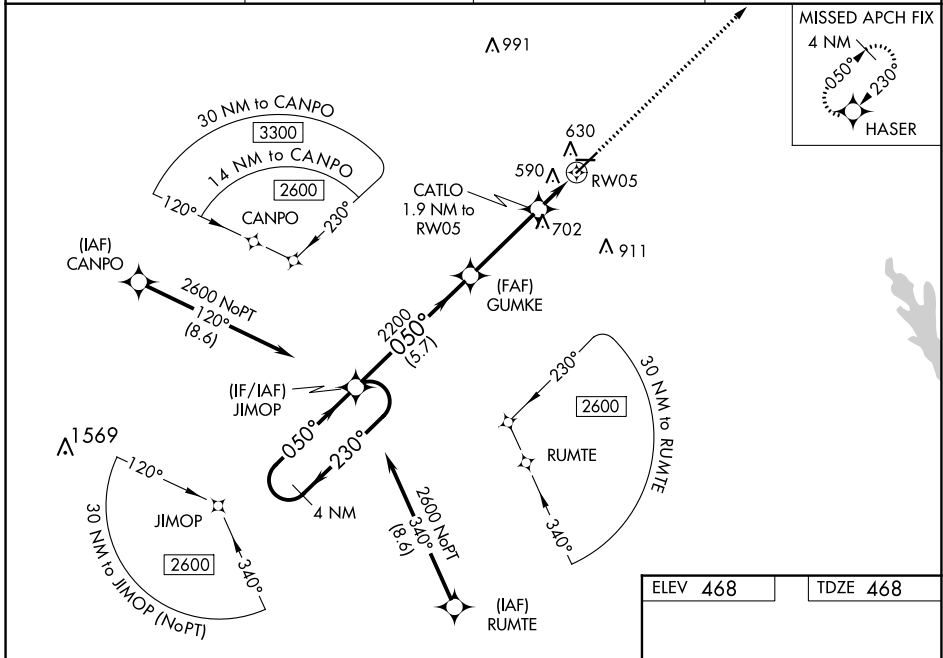 MISSED APCH FIX
4 NM
050°
230°
HASER
991
30 NM to CANPO
3300
14 NM to CANPO
2600
120°
230°
CANPO
630
590
RW05
CATLO
1.9 NM to
RW05
702
911
(IAF)
CANPO
2600 NoPT
120°
(8.6)
(FAF)
GUMKE
2200
050°
(5.7)
(IF/IAF)
JIMOP
050°
230°
4 NM
230°
2600
30 NM to RUMTE
RUMTE
340°
1569
120°
JIMOP
2600
340°
30 NM to JIMOP (NoPT)
2600 NoPT
340°
(8.6)
(IAF)
RUMTE
ELEV 468
TDZE 468